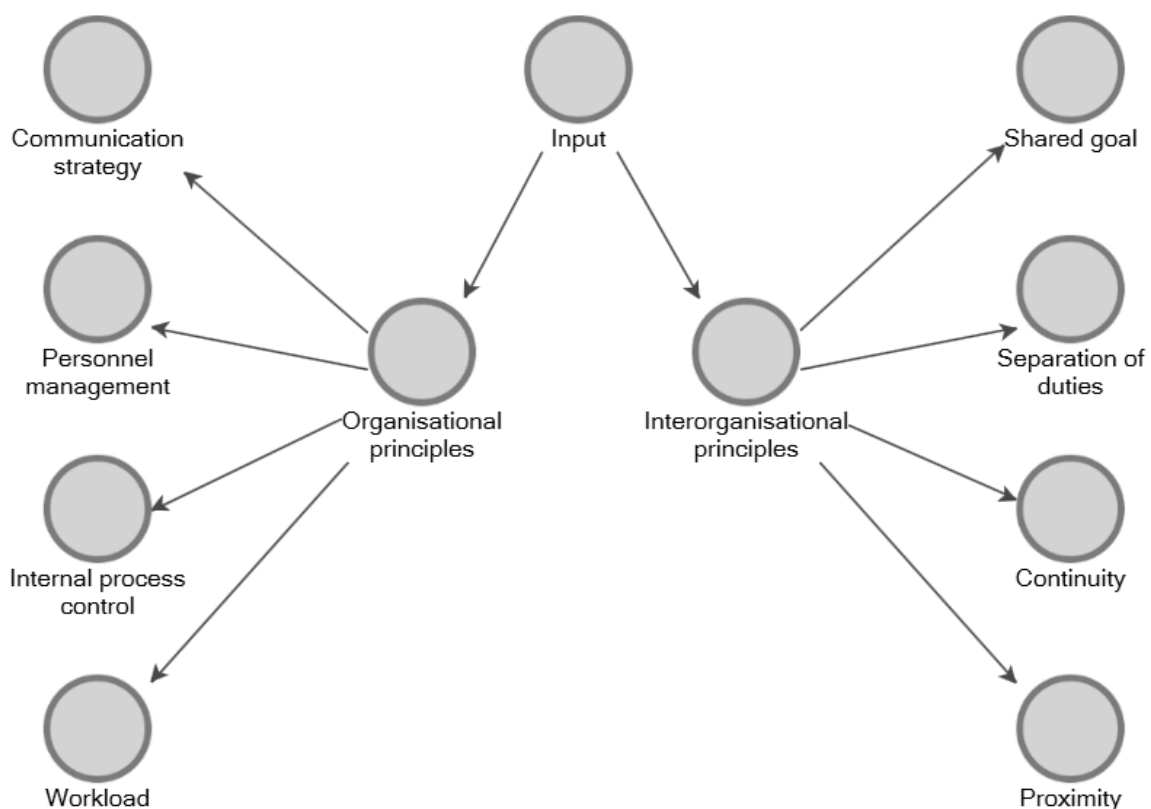 Communication
strategy
Input
Shared goal
Personnel
management
Organisational
principles
Interorganisational
principles
Separation of
duties
Internal process
control
Continuity
Workload
Proximity